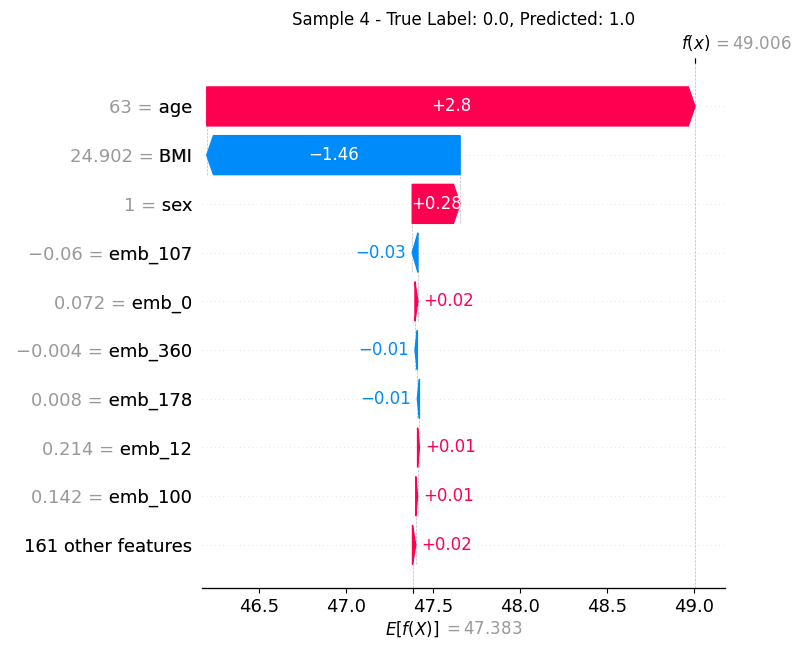 Sample 4 - True Label: 0.0, Predicted: 1.0
f(x) = 49.006
63 = age
+2.8
24.902 = BMI
−1.46
1 = sex
+0.28
−0.06 = emb_107
−0.03
0.072 = emb_0
+0.02
−0.004 = emb_360
−0.01
0.008 = emb_178
−0.01
0.214 = emb_12
+0.01
0.142 = emb_100
+0.01
161 other features
+0.02
46.5 47.0 47.5 48.0 48.5 49.0
E[f(X)] = 47.383